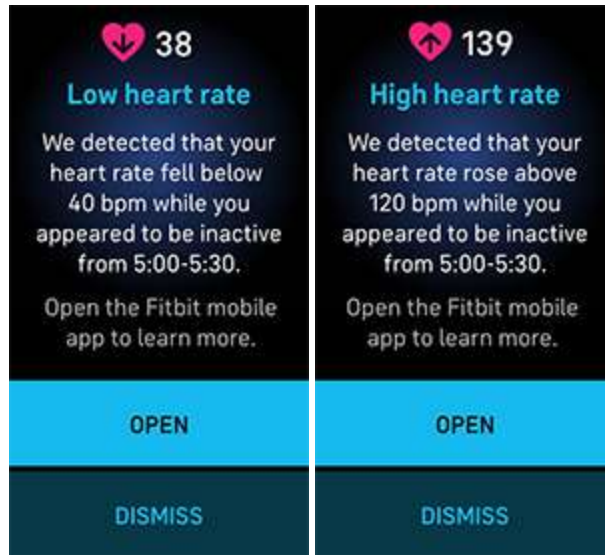 38
Low heart rate
We detected that your
heart rate fell below
40 bpm while you
appeared to be inactive
from 5:00-5:30.
Open the Fitbit mobile
app to learn more.
OPEN
DISMISS
139
High heart rate
We detected that your
heart rate rose above
120 bpm while you
appeared to be inactive
from 5:00-5:30.
Open the Fitbit mobile
app to learn more.
OPEN
DISMISS